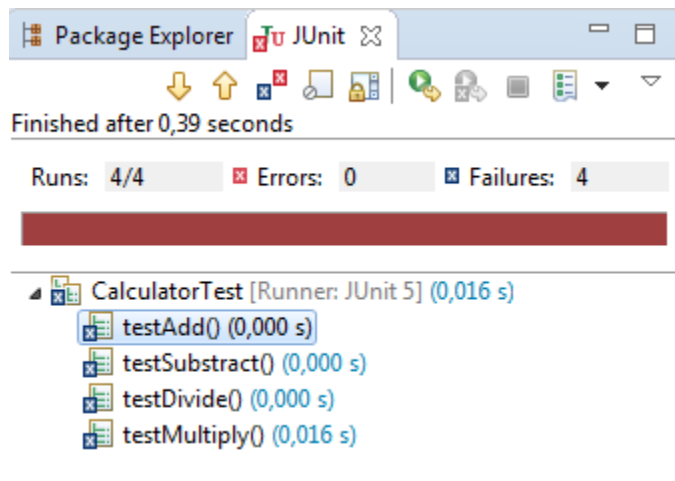 Package Explorer JUnit
Finished after 0,39 seconds
Runs: 4/4 Errors: 0 Failures: 4
CalculatorTest [Runner: JUnit 5] (0,016 s)
testAdd() (0,000 s)
testSubstract() (0,000 s)
testDivide() (0,000 s)
testMultiply() (0,016 s)